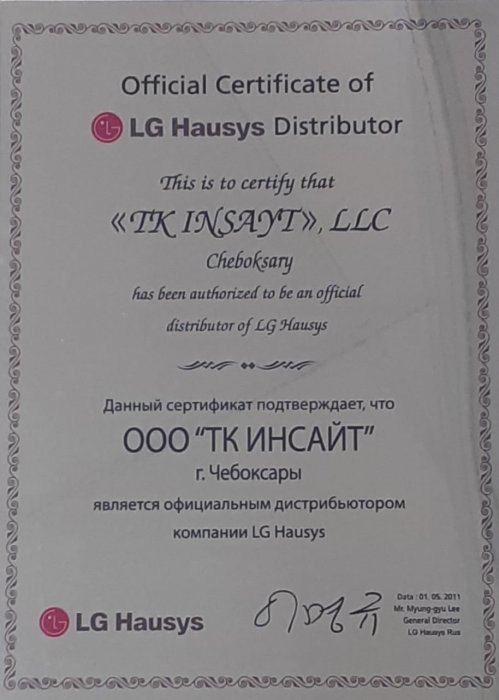 Official Certificate of
LG Hausys Distributor
This is to certify that
«TK INSAYT», LLC
Cheboksary
has been authorized to be an official
distributor of LG Hausys
Данный сертификат подтверждает, что
ООО "ТК ИНСАЙТ"
г. Чебоксары
является официальным дистрибьютором
компании LG Hausys
Data : 01. 05. 2011
Mr. Myung-gyu Lee
General Director
LG Hausys Rus
LG Hausys